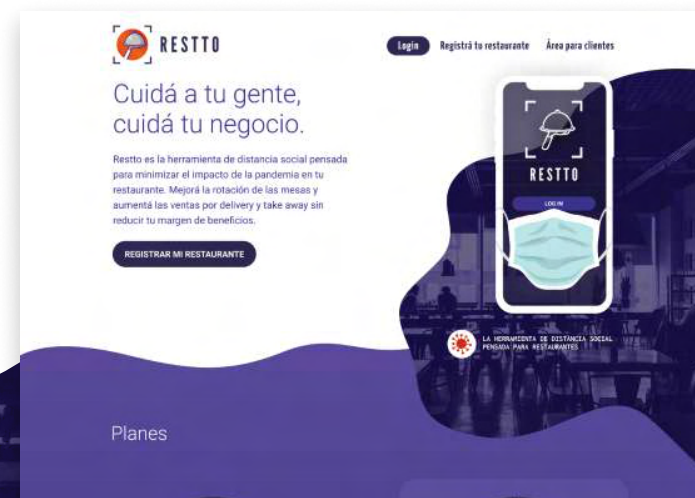 RESTTO
Login Registrá tu restaurante Área para clientes
Cuidá a tu gente,
cuidá tu negocio.
Restto es la herramienta de distancia social pensada
para minimizar el impacto de la pandemia en tu
restaurante. Mejorá la rotación de las mesas y
aumentá las ventas por delivery y take away sin
reducir tu margen de beneficios.
REGISTRAR MI RESTAURANTE
RESTTO
LOG IN
LA HERRAMIENTA DE DISTANCIA SOCIAL
PENSADA PARA RESTAURANTES
Planes